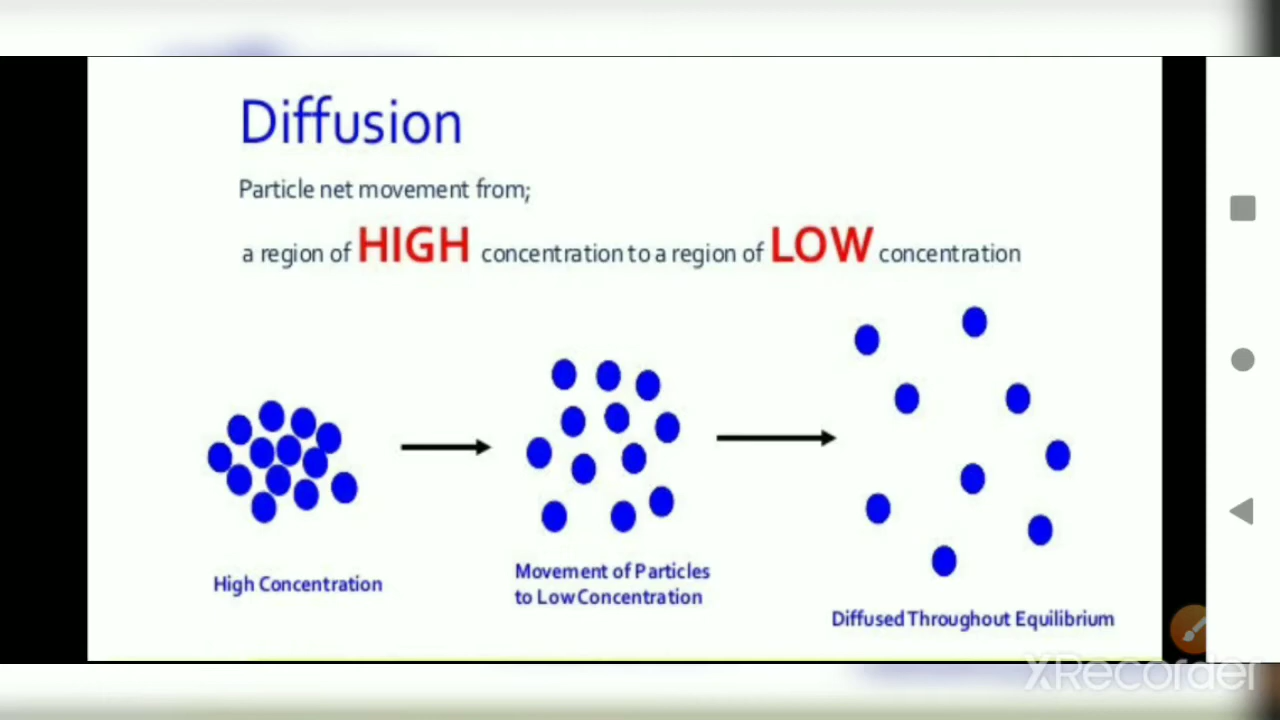 Diffusion
Particle net movement from;
a region of HIGH concentration to a region of LOW concentration
High Concentration
Movement of Particles
to Low Concentration
Diffused Throughout Equilibrium
XRecorder